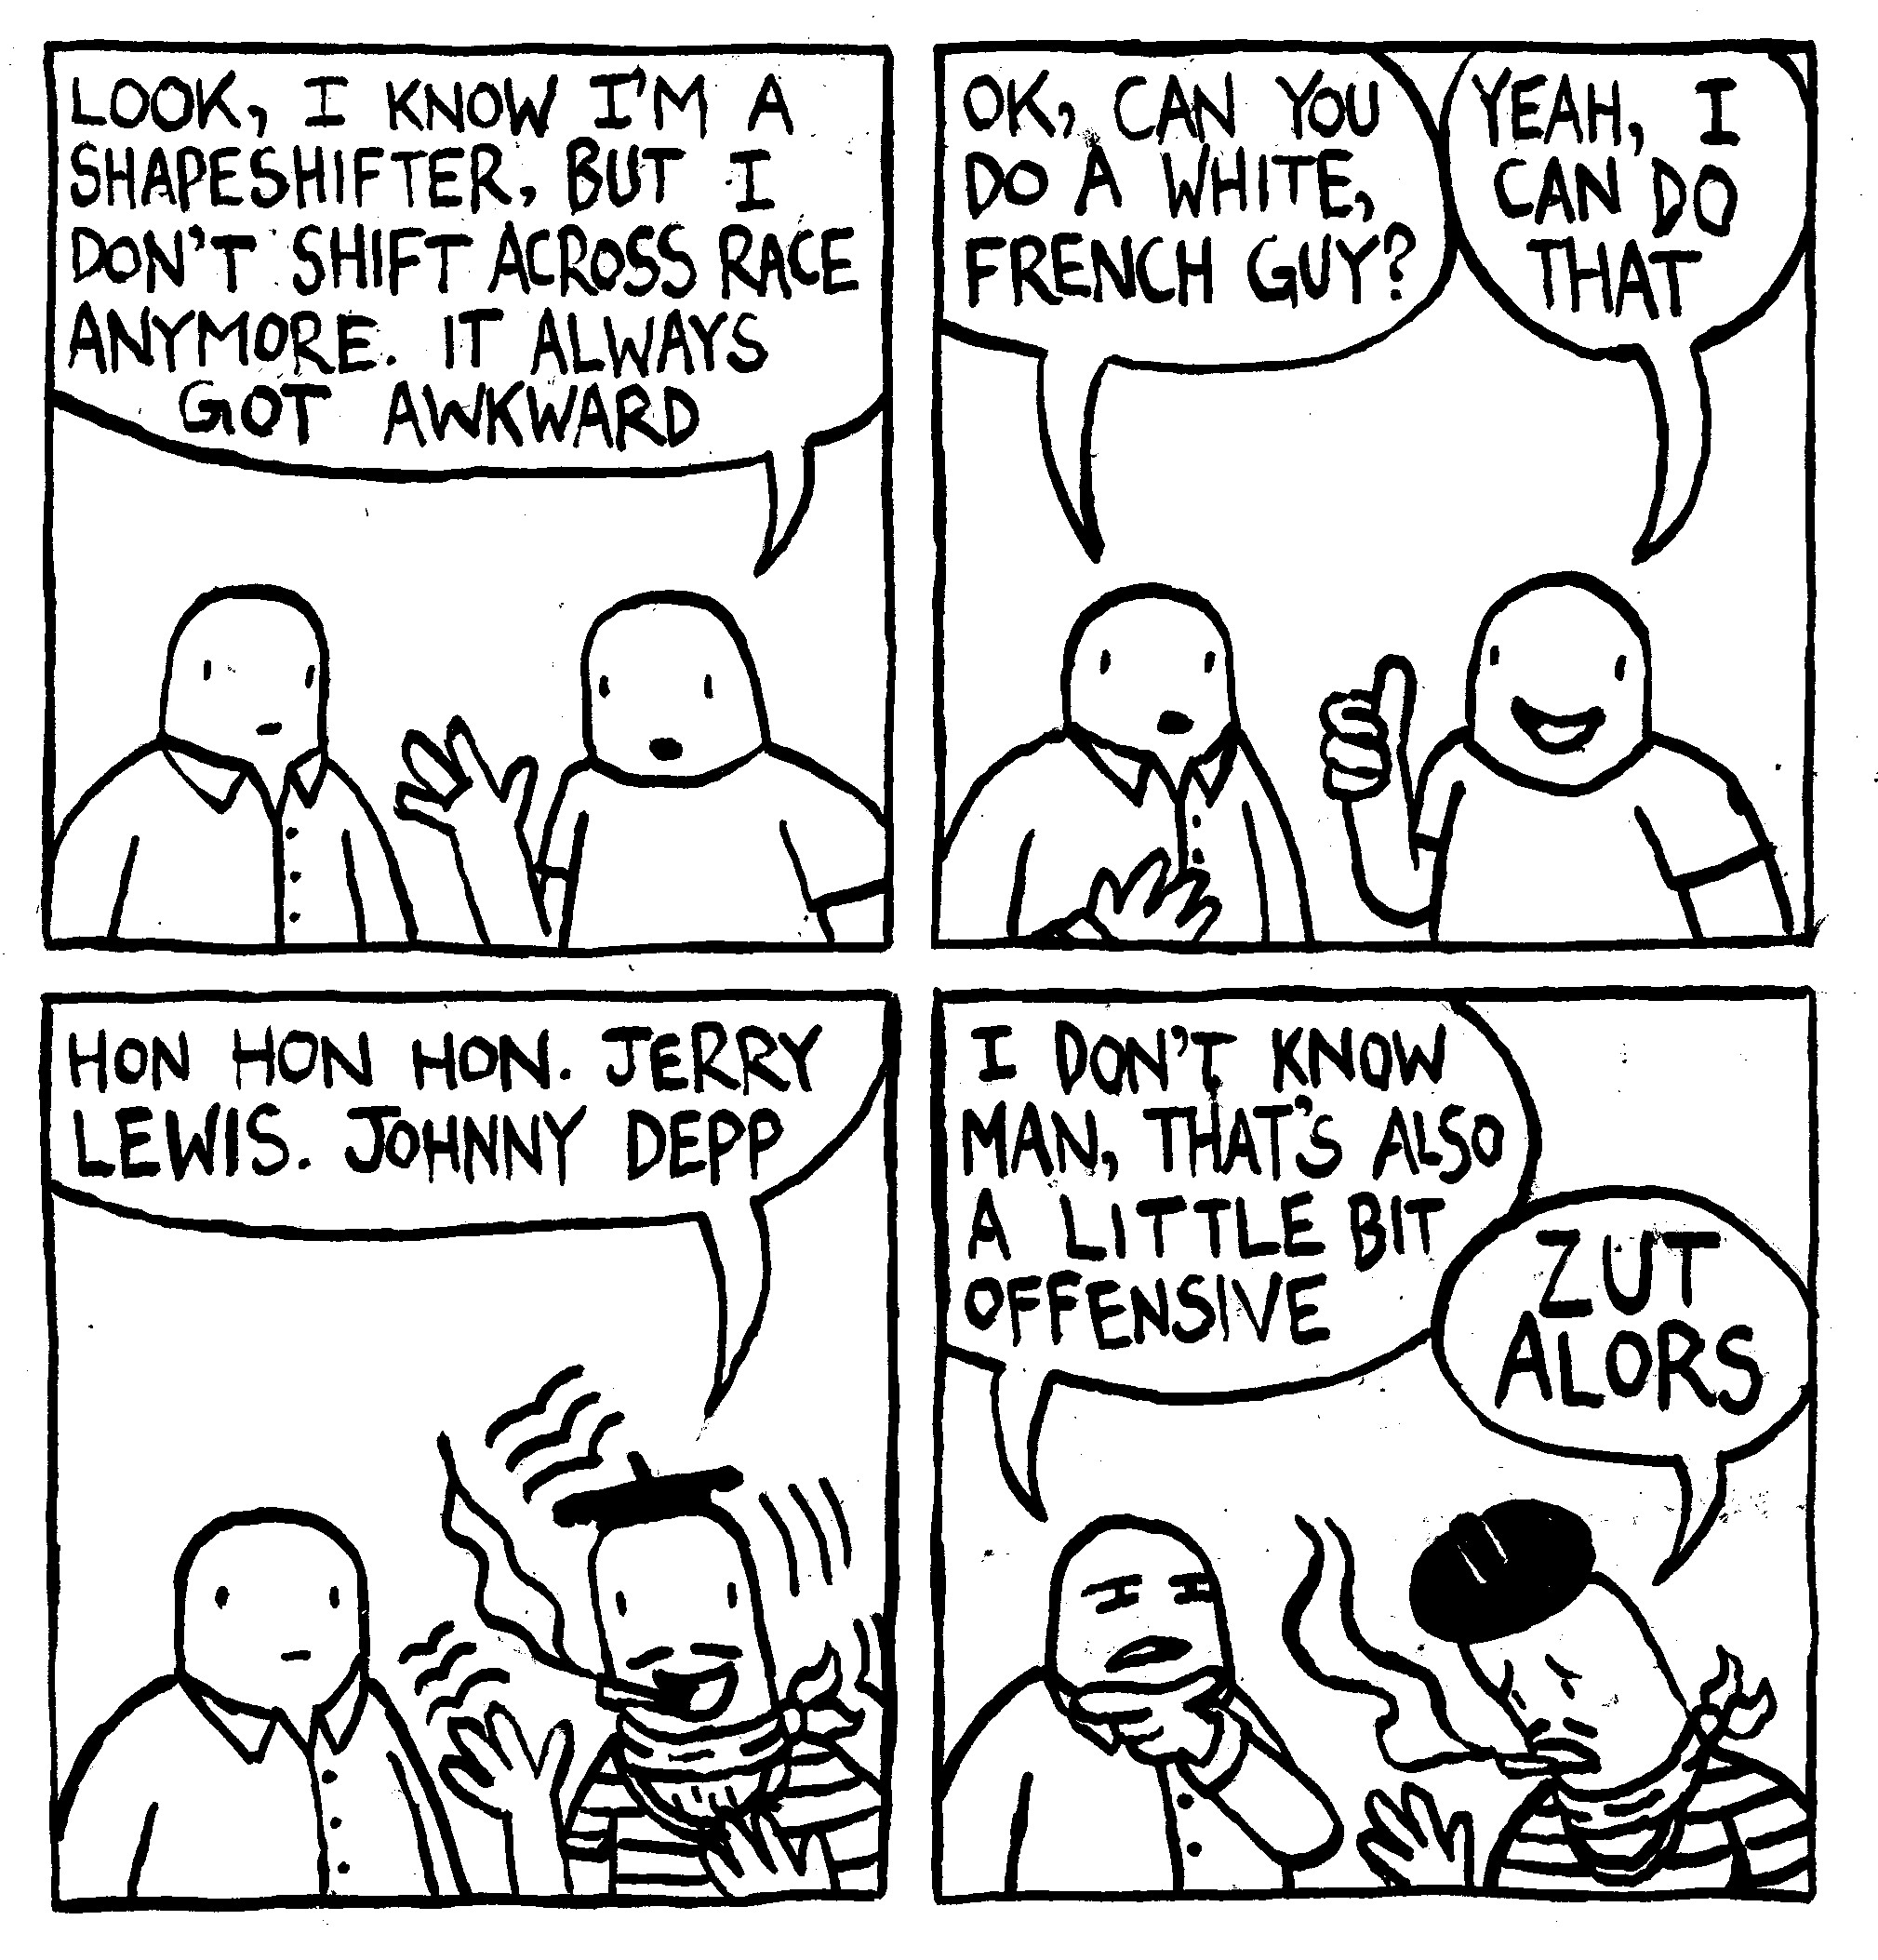 LOOK, I KNOW I'M A
SHAPESHIFTER, BUT I
DON'T SHIFT ACROSS RACE
ANYMORE. IT ALWAYS
GOT AWKWARD
OK, CAN YOU
DO A WHITE,
FRENCH GUY?
YEAH, I
CAN DO
THAT
HON HON HON. JERRY
LEWIS. JOHNNY DEPP
I DON'T KNOW
MAN, THAT'S ALSO
A LITTLE BIT
OFFENSIVE
ZUT
ALORS